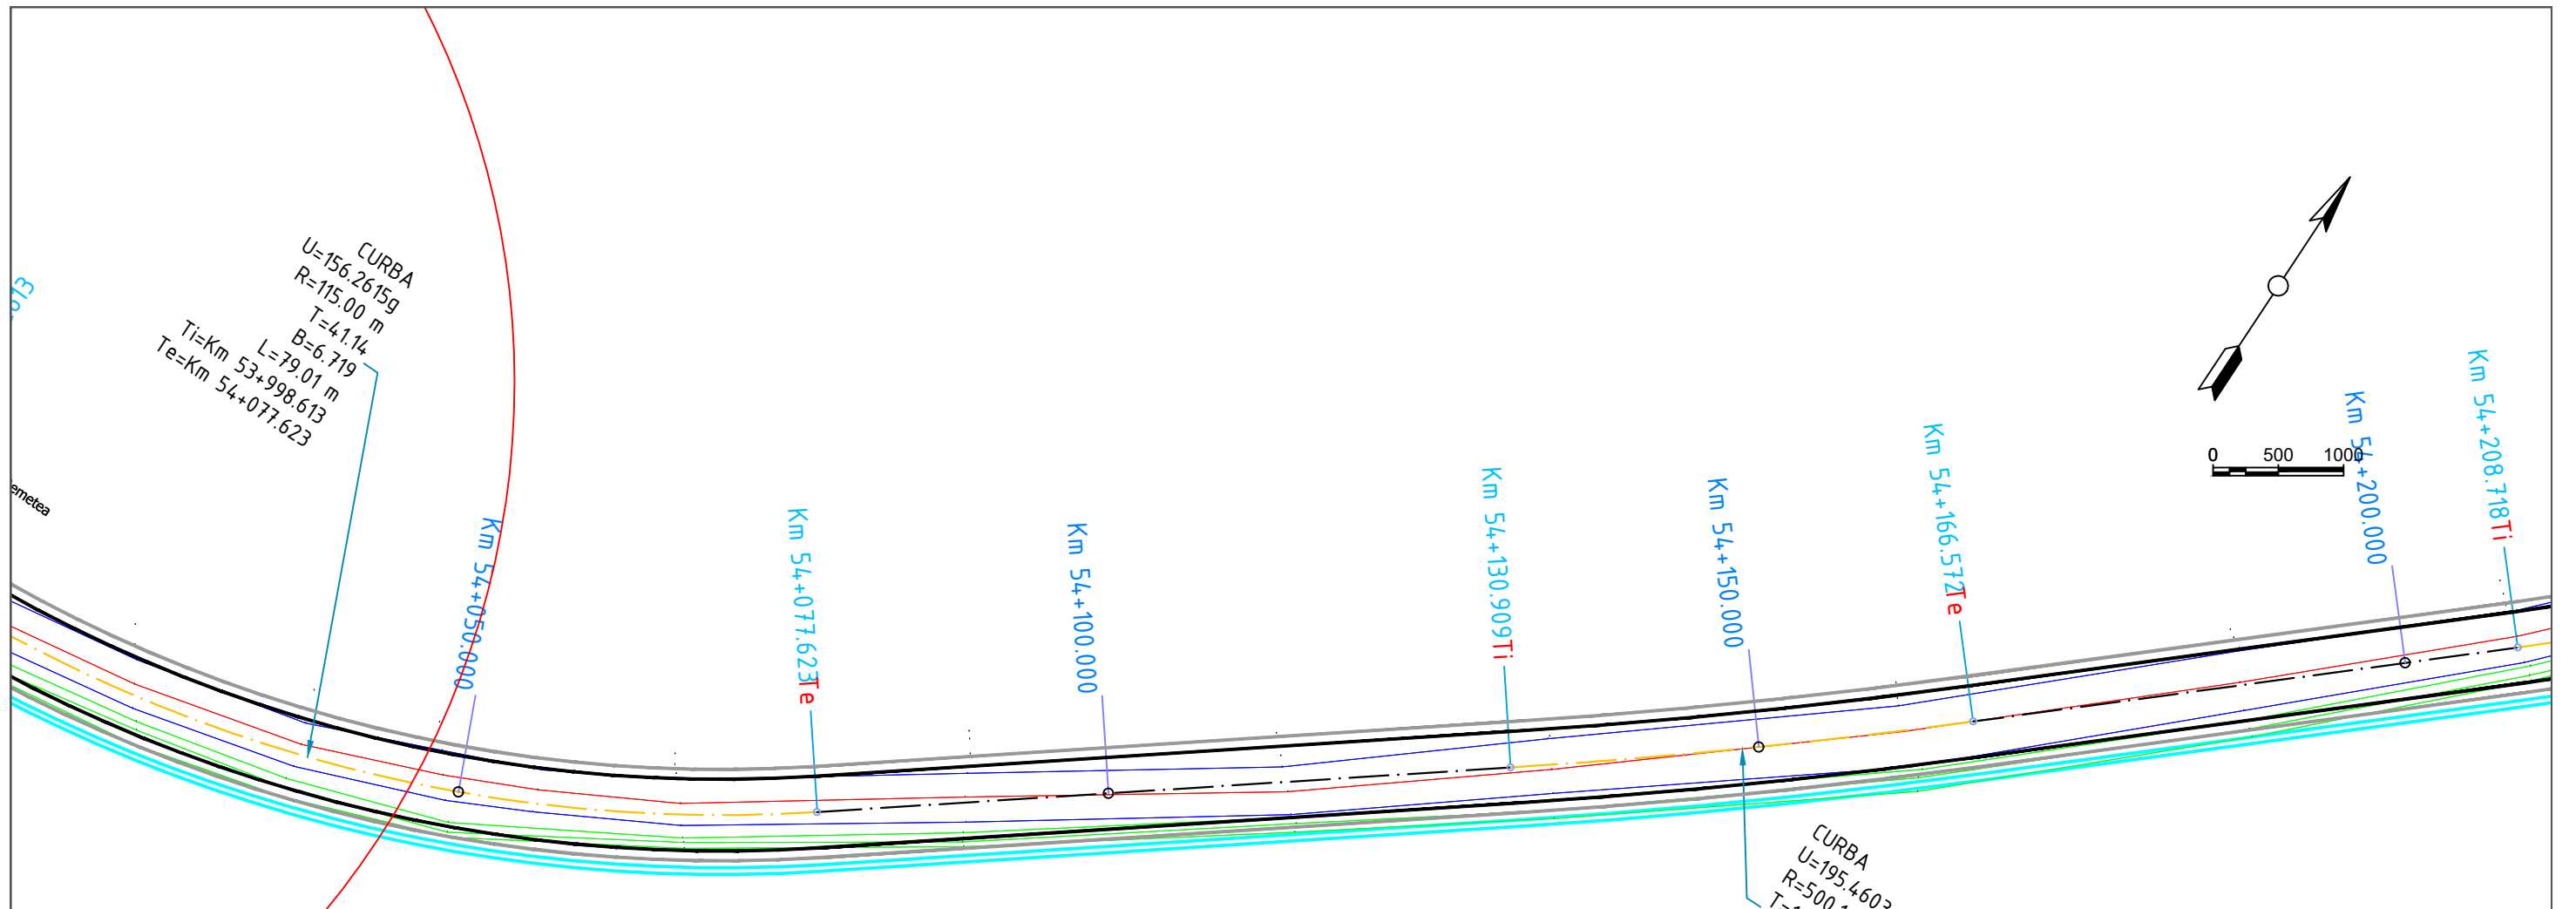 CURBA
U=156.2615g
R=115.00 m
T=41.14
B=6.719
L=79.01 m
Ti=Km 53+998.613
Te=Km 54+077.623
Km 54+050.000
Km 54+077.623Te
Km 54+100.000
Km 54+130.909Ti
Km 54+150.000
Km 54+166.572Te
Km 54+200.000
Km 54+208.718Ti
0 500 1000
CURBA
U=195.4603
R=500